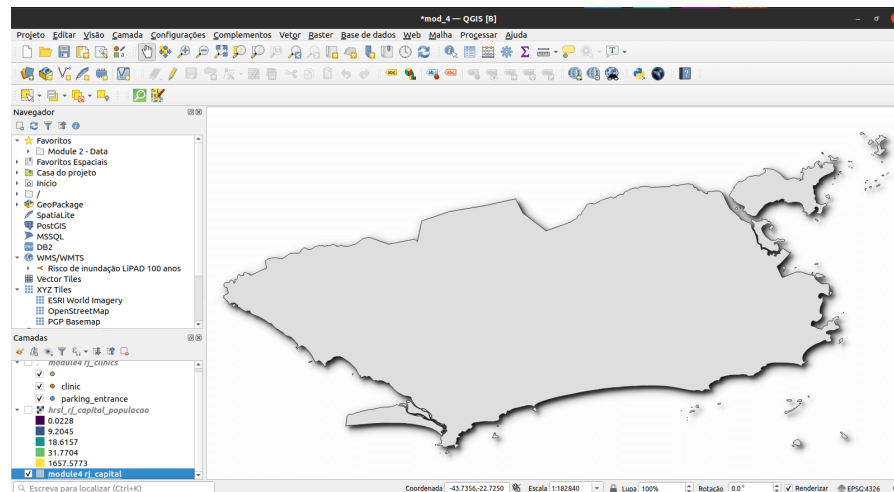 *mod_4 — QGIS [B]
Projeto Editar Visão Camada Configurações Complementos Vetor Raster Base de dados Web Malha Processar Ajuda
Navegador
Favoritos
Module 2 - Data
Favoritos Espaciais
Casa do projeto
Início
/
GeoPackage
SpatiaLite
PostGIS
MSSQL
DB2
WMS/WMTS
Risco de inundação LiPAD 100 anos
Vector Tiles
XYZ Tiles
ESRI World Imagery
OpenStreetMap
PGP Basemap
Camadas
module4 rj_clinics
clinic
parking_entrance
hrsl_rj_capital_populacao
0.0228
9.2045
18.6157
31.7704
1657.5773
module4 rj_capital
Escreva para localizar (Ctrl+K) Coordenada -43.7356,-22.7250 Escala 1:182840 Lupa 100% Rotação 0.0° Renderizar EPSG:4326